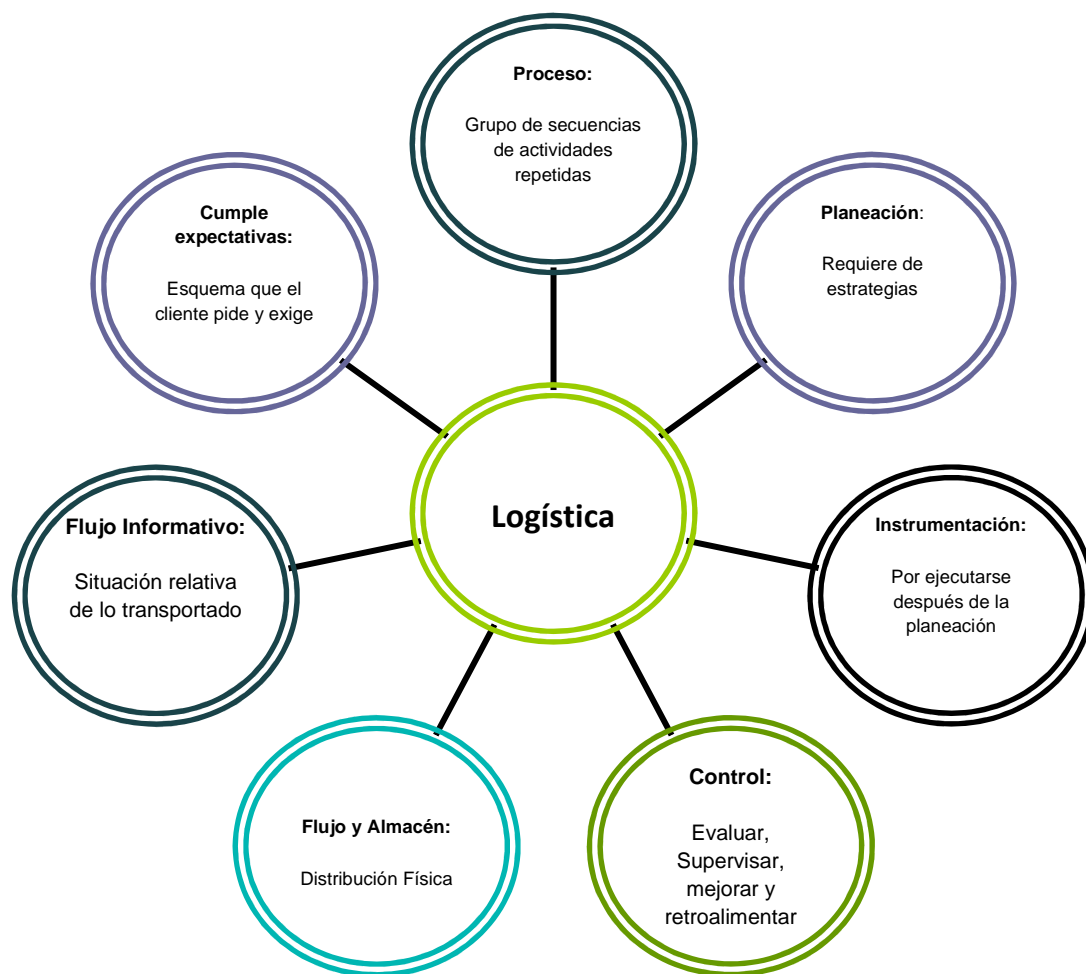 Proceso:
Grupo de secuencias
de actividades
repetidas
Planeación:
Requiere de
estrategias
Instrumentación:
Por ejecutarse
después de la
planeación
Control:
Evaluar,
Supervisar,
mejorar y
retroalimentar
Flujo y Almacén:
Distribución Física
Flujo Informativo:
Situación relativa
de lo transportado
Cumple
expectativas:
Esquema que el
cliente pide y exige
Logística